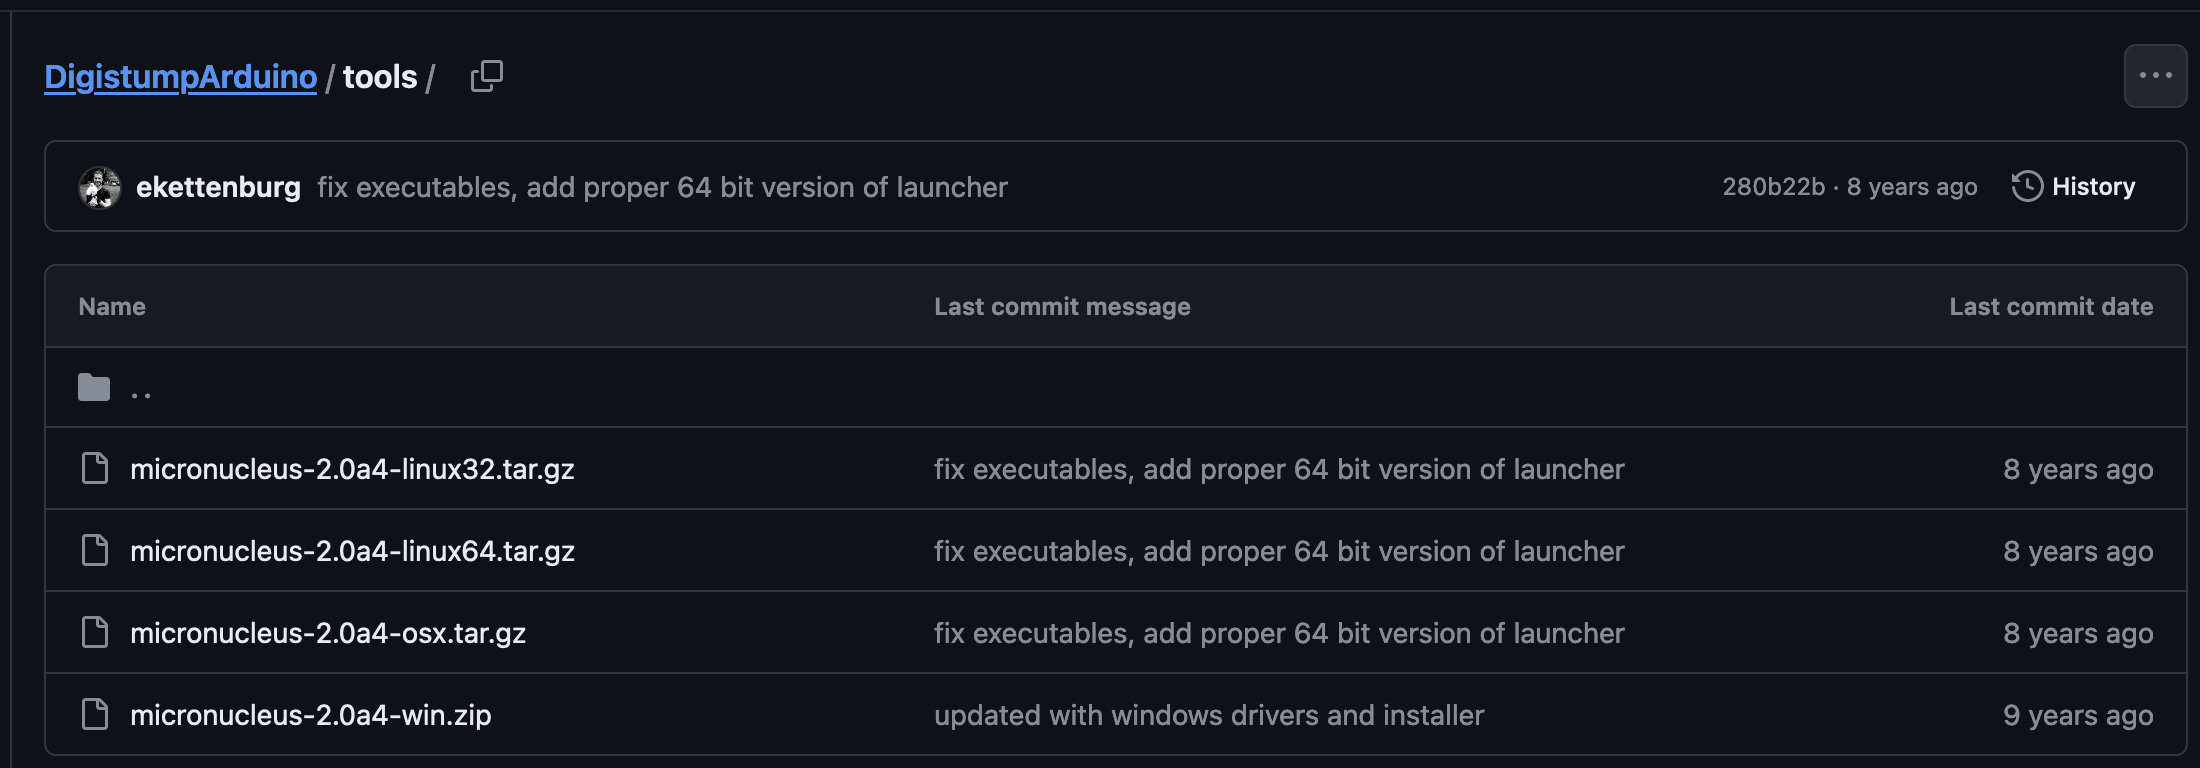 DigistumpArduino / tools /
ekettenburg fix executables, add proper 64 bit version of launcher 280b22b · 8 years ago History
Name Last commit message Last commit date
..
micronucleus-2.0a4-linux32.tar.gz fix executables, add proper 64 bit version of launcher 8 years ago
micronucleus-2.0a4-linux64.tar.gz fix executables, add proper 64 bit version of launcher 8 years ago
micronucleus-2.0a4-osx.tar.gz fix executables, add proper 64 bit version of launcher 8 years ago
micronucleus-2.0a4-win.zip updated with windows drivers and installer 9 years ago